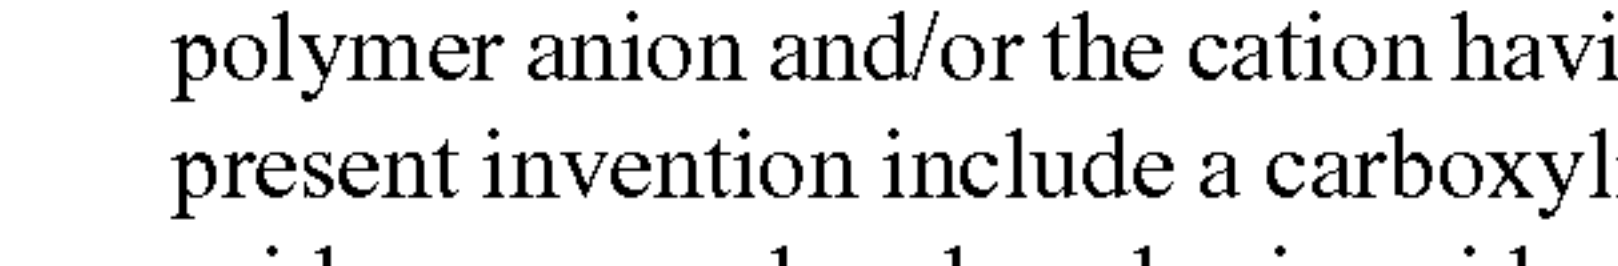 polymer anion and/or the cation havi
present invention include a carboxyl